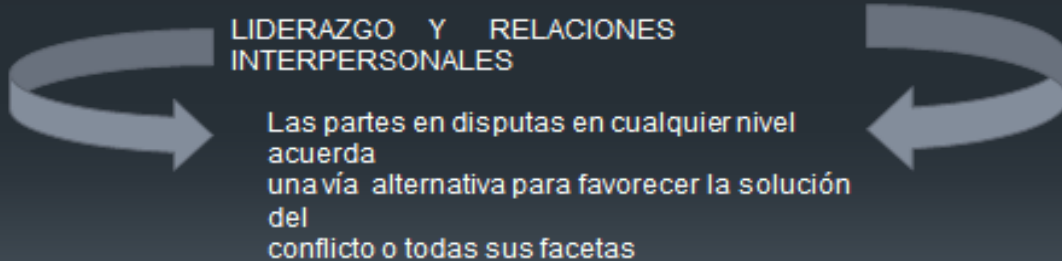 LIDERAZGO Y RELACIONES
INTERPERSONALES
Las partes en disputas en cualquier nivel
acuerda
una vía alternativa para favorecer la solución
del
conflicto o todas sus facetas